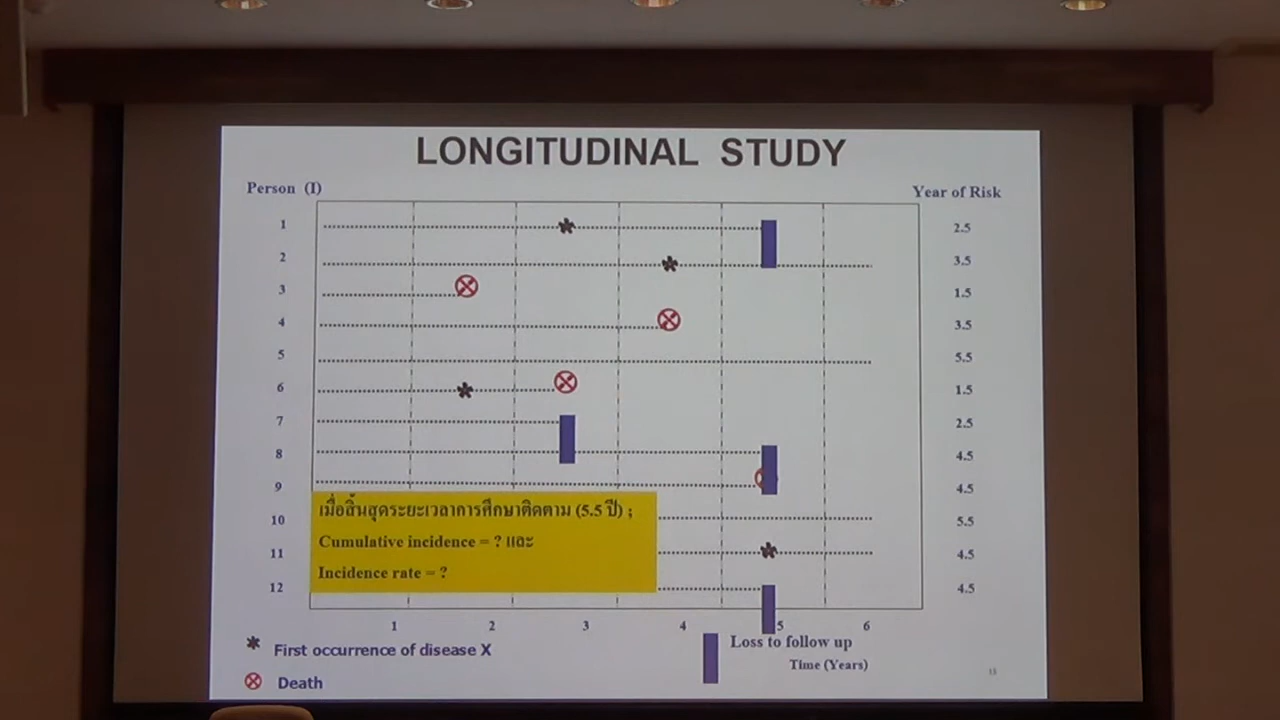 LONGITUDINAL STUDY
Person (I)
Year of Risk
1 2.5
2 3.5
3 1.5
4 3.5
5 5.5
6 1.5
7 2.5
8 4.5
9 4.5
10 5.5
11 4.5
12 4.5
เมื่อสิ้นสุดระยะเวลาการศึกษาติดตาม (5.5 ปี) ;
Cumulative incidence = ? และ
Incidence rate = ?
1 2 3 4 5 6
* First occurrence of disease X
Loss to follow up
Time (Years)
Death